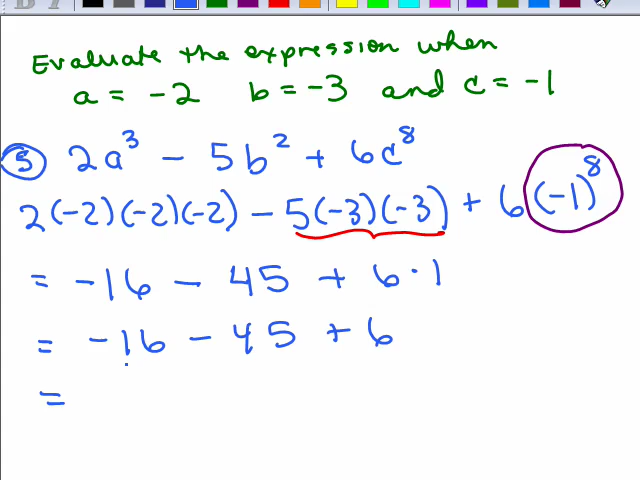 Evaluate the expression when
a = -2 b = -3 and c = -1
5 2a³ - 5b² + 6c⁸
2(-2)(-2)(-2) - 5(-3)(-3) + 6(-1)⁸
= -16 - 45 + 6·1
= -16 - 45 + 6
=